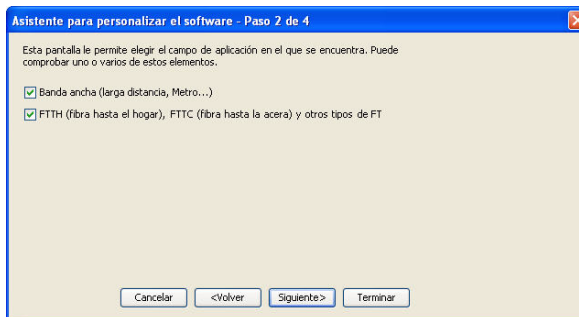 Asistente para personalizar el software - Paso 2 de 4
Esta pantalla le permite elegir el campo de aplicación en el que se encuentra. Puede
comprobar uno o varios de estos elementos.
Banda ancha (larga distancia, Metro...)
FTTH (fibra hasta el hogar), FTTC (fibra hasta la acera) y otros tipos de FT
Cancelar <Volver Siguiente> Terminar